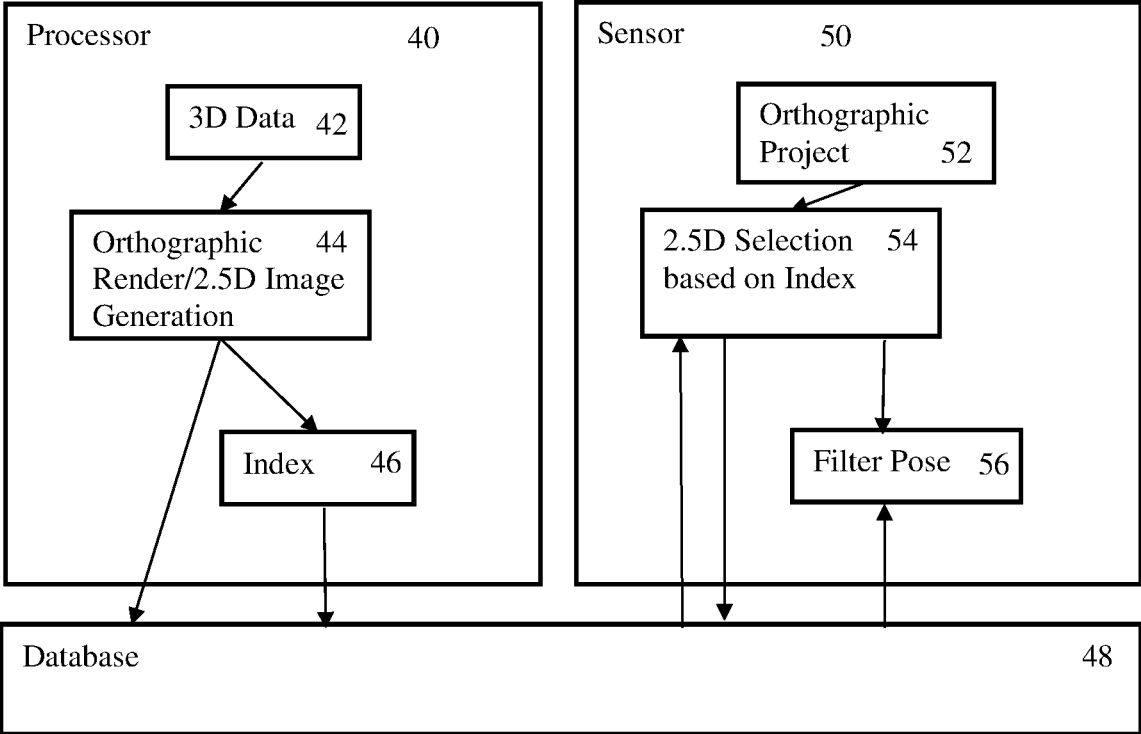 Processor 40
3D Data 42
Orthographic 44
Render/2.5D Image
Generation
Index 46
Sensor 50
Orthographic
Project 52
2.5D Selection 54
based on Index
Filter Pose 56
Database 48